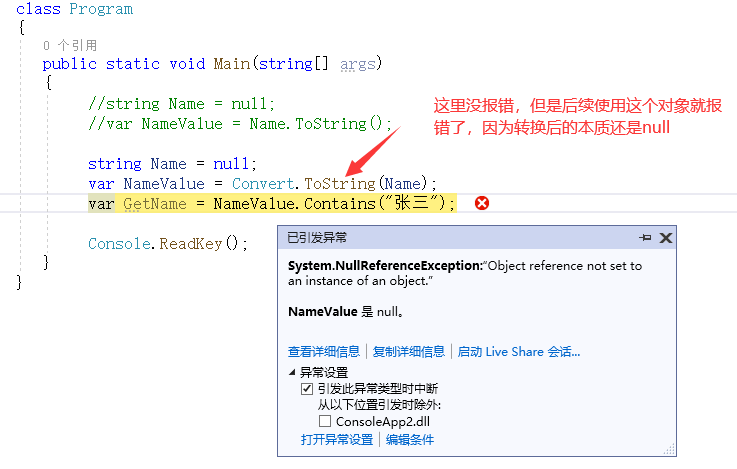 class Program
{
0 个引用
public static void Main(string[] args)
{
//string Name = null;
//var NameValue = Name.ToString();
这里没报错，但是后续使用这个对象就报
错了，因为转换后的本质还是null
string Name = null;
var NameValue = Convert.ToString(Name);
var GetName = NameValue.Contains("张三");
Console.ReadKey();
}
}
已引发异常
System.NullReferenceException:“Object reference not set to
an instance of an object.”
NameValue 是 null。
查看详细信息 | 复制详细信息 | 启动 Live Share 会话...
异常设置
引发此异常类型时中断
从以下位置引发时除外:
ConsoleApp2.dll
打开异常设置 | 编辑条件